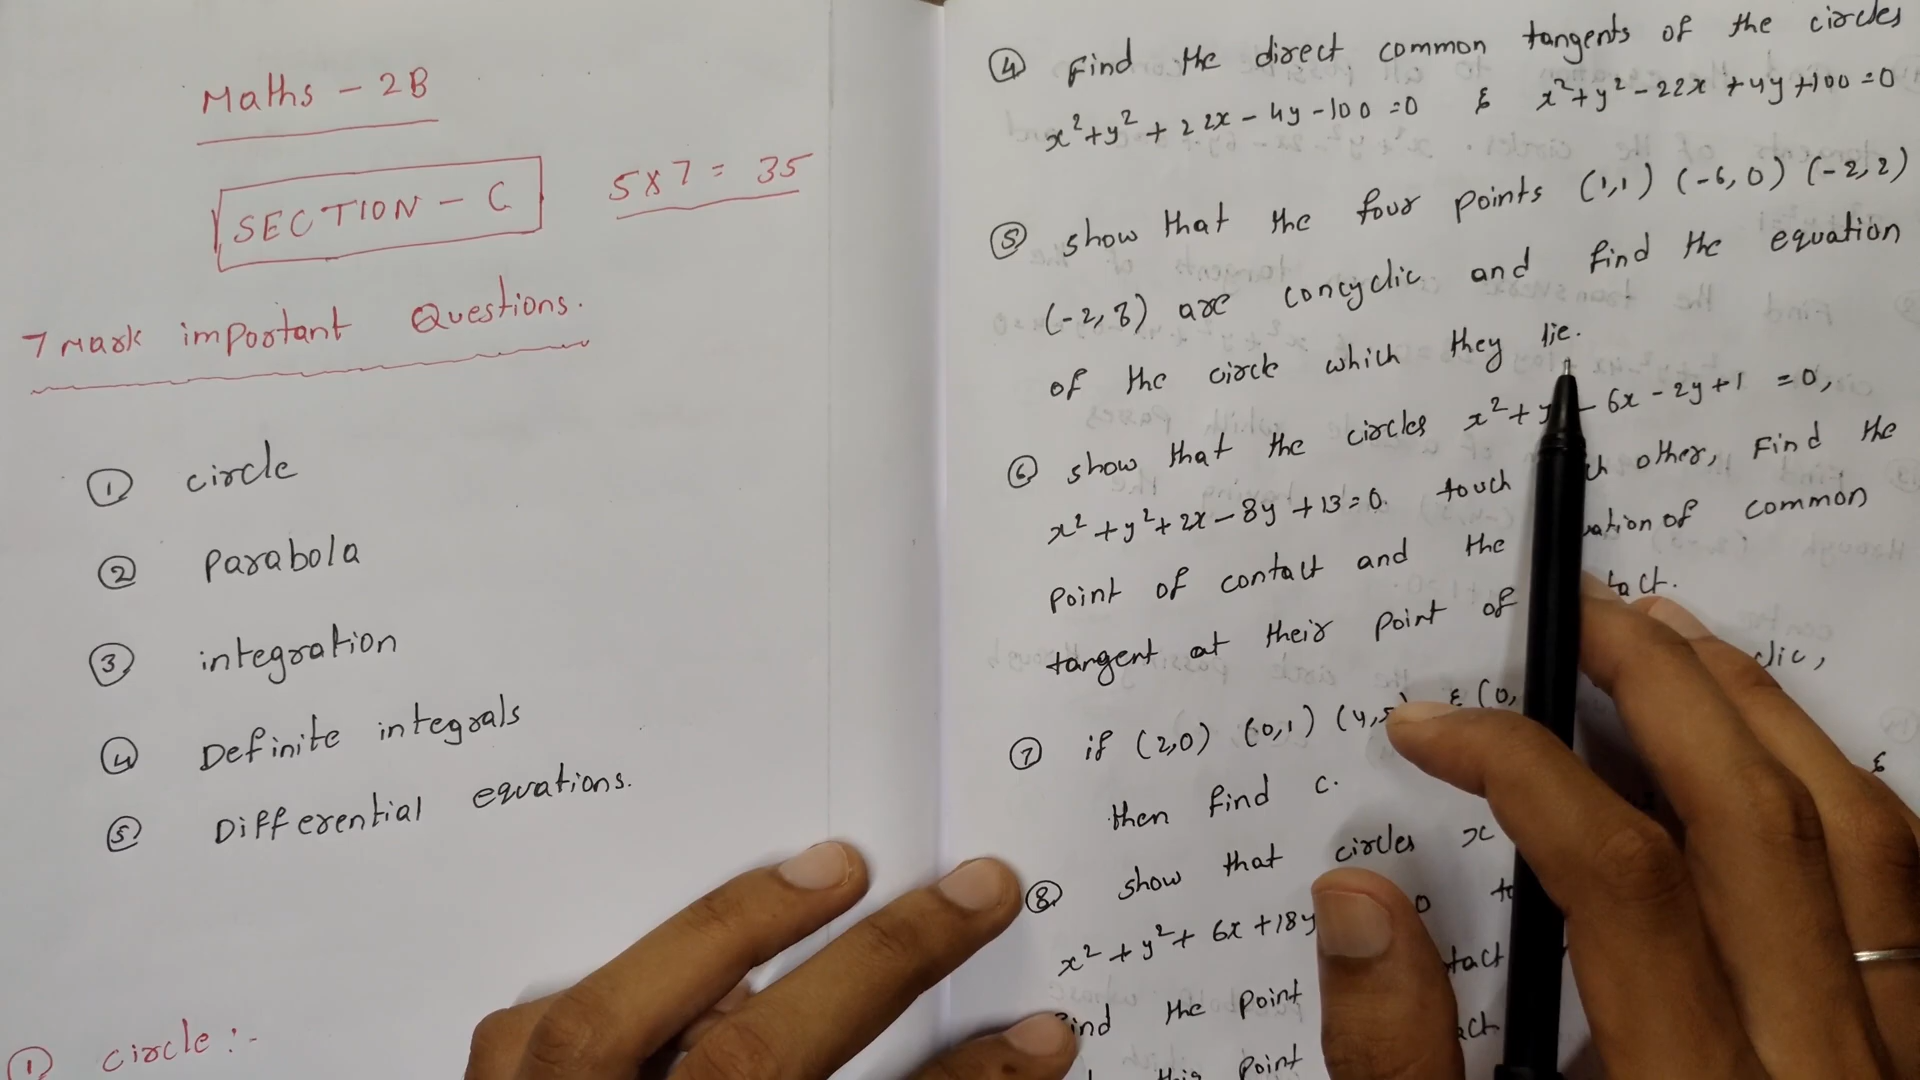 Maths - 2B
SECTION - C
5x7 = 35
7 Mark important Questions.
① circle
② parabola
③ integration
④ Definite integrals
⑤ Differential equations.
① circle :-
④ Find the direct common tangents of the circles
x²+y²+22x-4y-100=0 & x²+y²-22x+4y+100=0
⑤ show that the four points (1,1) (-6,0) (-2,2)
(-2,8) are concyclic and find the equation
of the circle which they lie.
⑥ show that the circles x²+y - 6x-2y+1 =0,
x²+y²+2x-8y+13=0. touch other, Find the
point of contact and the of common
tangent at their point of
⑦ if (2,0) (0,1) (4,5) & (0,
then find c.
⑧ show that circles x &
x²+y²+6x+18y 0
the point
point